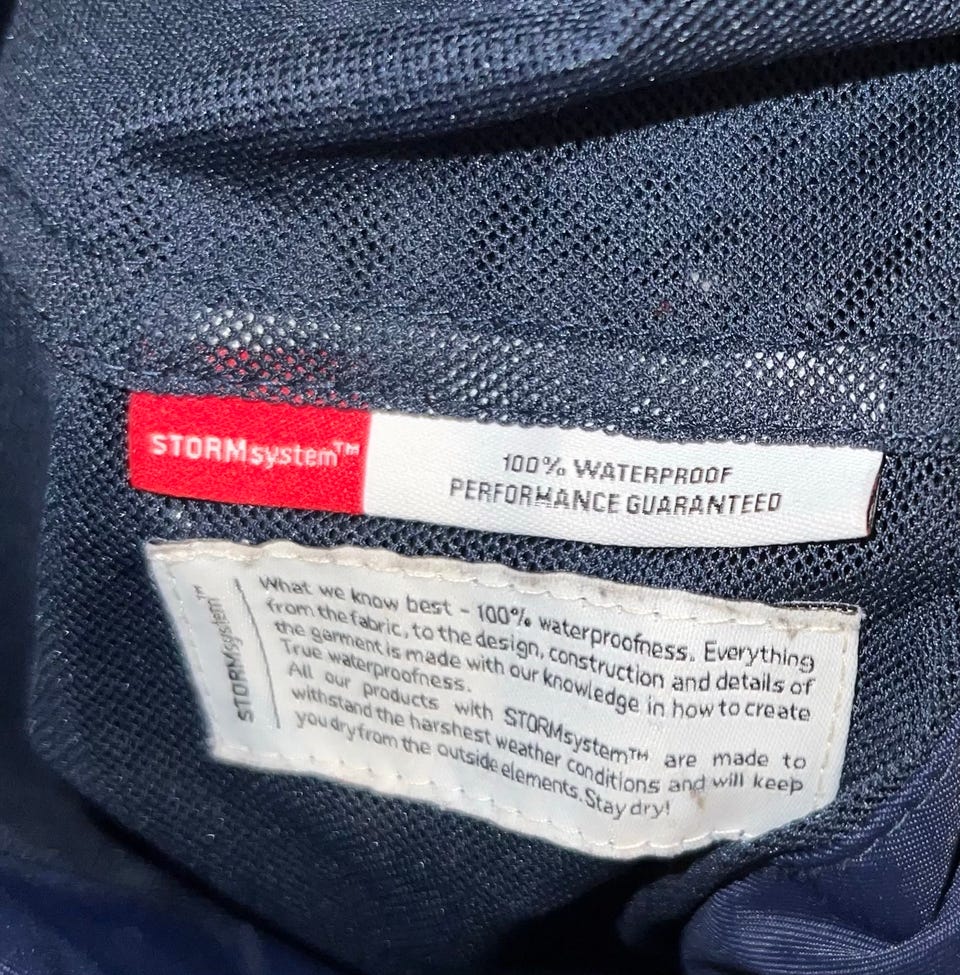 STORMsystem™
100% WATERPROOF
PERFORMANCE GUARANTEED
STORMsystem™
What we know best - 100% waterproofness. Everything
from the fabric, to the design, construction and details of
the garment is made with our knowledge in how to create
True waterproofness.
All our products with STORMsystem™ are made to
withstand the harshest weather conditions and will keep
you dry from the outside elements. Stay dry!